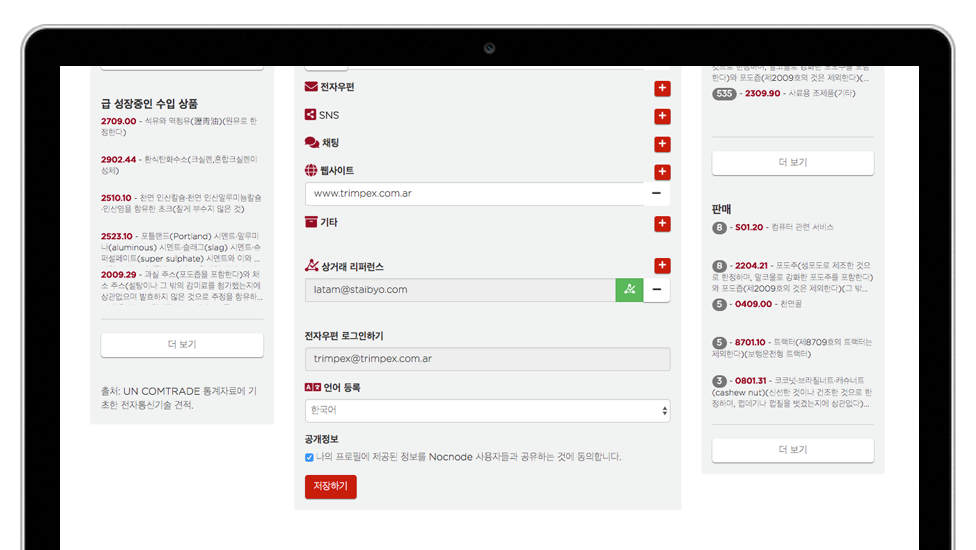 급 성장중인 수입 상품
2709.00 - 석유와 역청유(瀝青油)(원유로 한
정한다)
2902.44 - 환식탄화수소(크실렌,혼합크실렌이
성체)
2510.10 - 천연 인산칼슘·천연 인산알루미늄칼슘
·인산염을 함유한 초크(잘게 부수지 않은 것)
2523.10 - 포틀랜드(Portland) 시멘트·알루미
나(aluminous) 시멘트·슬래그(slag) 시멘트·슈
퍼설페이트(super sulphate) 시멘트와 이와 ...
2009.29 - 과실 주스(포도즙을 포함한다)와 채
소 주스[설탕이나 그 밖의 감미료를 첨가했는지에
상관없으며 발효하지 않은 것으로 주정을 함유하...
더 보기
출처: UN COMTRADE 통계자료에 기
초한 전자통신기술 견적.
전자우편
SNS
채팅
웹사이트
www.trimpex.com.ar
기타
상거래 리퍼런스
latam@staibyo.com
전자우편 로그인하기
trimpex@trimpex.com.ar
언어 등록
한국어
공개정보
나의 프로필에 제공된 정보를 Nocnode 사용자들과 공유하는 것에 동의합니다.
저장하기
것으로 한정하며, 알코올로 강화한 포도주를 포함
한다)와 포도즙(제2009호의 것은 제외한다)(...
535 - 2309.90 - 사료용 조제품(기타)
더 보기
판매
8 - S01.20 - 컴퓨터 관련 서비스
8 - 2204.21 - 포도주(생포도로 제조한 것으
로 한정하며, 알코올로 강화한 포도주를 포함한다)
와 포도즙(제2009호의 것은 제외한다)(그 밖...
5 - 0409.00 - 천연꿀
5 - 8701.10 - 트랙터(제8709호의 트랙터는
제외한다)(보행운전형 트랙터)
3 - 0801.31 - 코코넛·브라질너트·캐슈너트
(cashew nut)(신선한 것이나 건조한 것으로 한
정하며, 껍데기나 껍질을 벗겼는지에 상관없다)...
더 보기